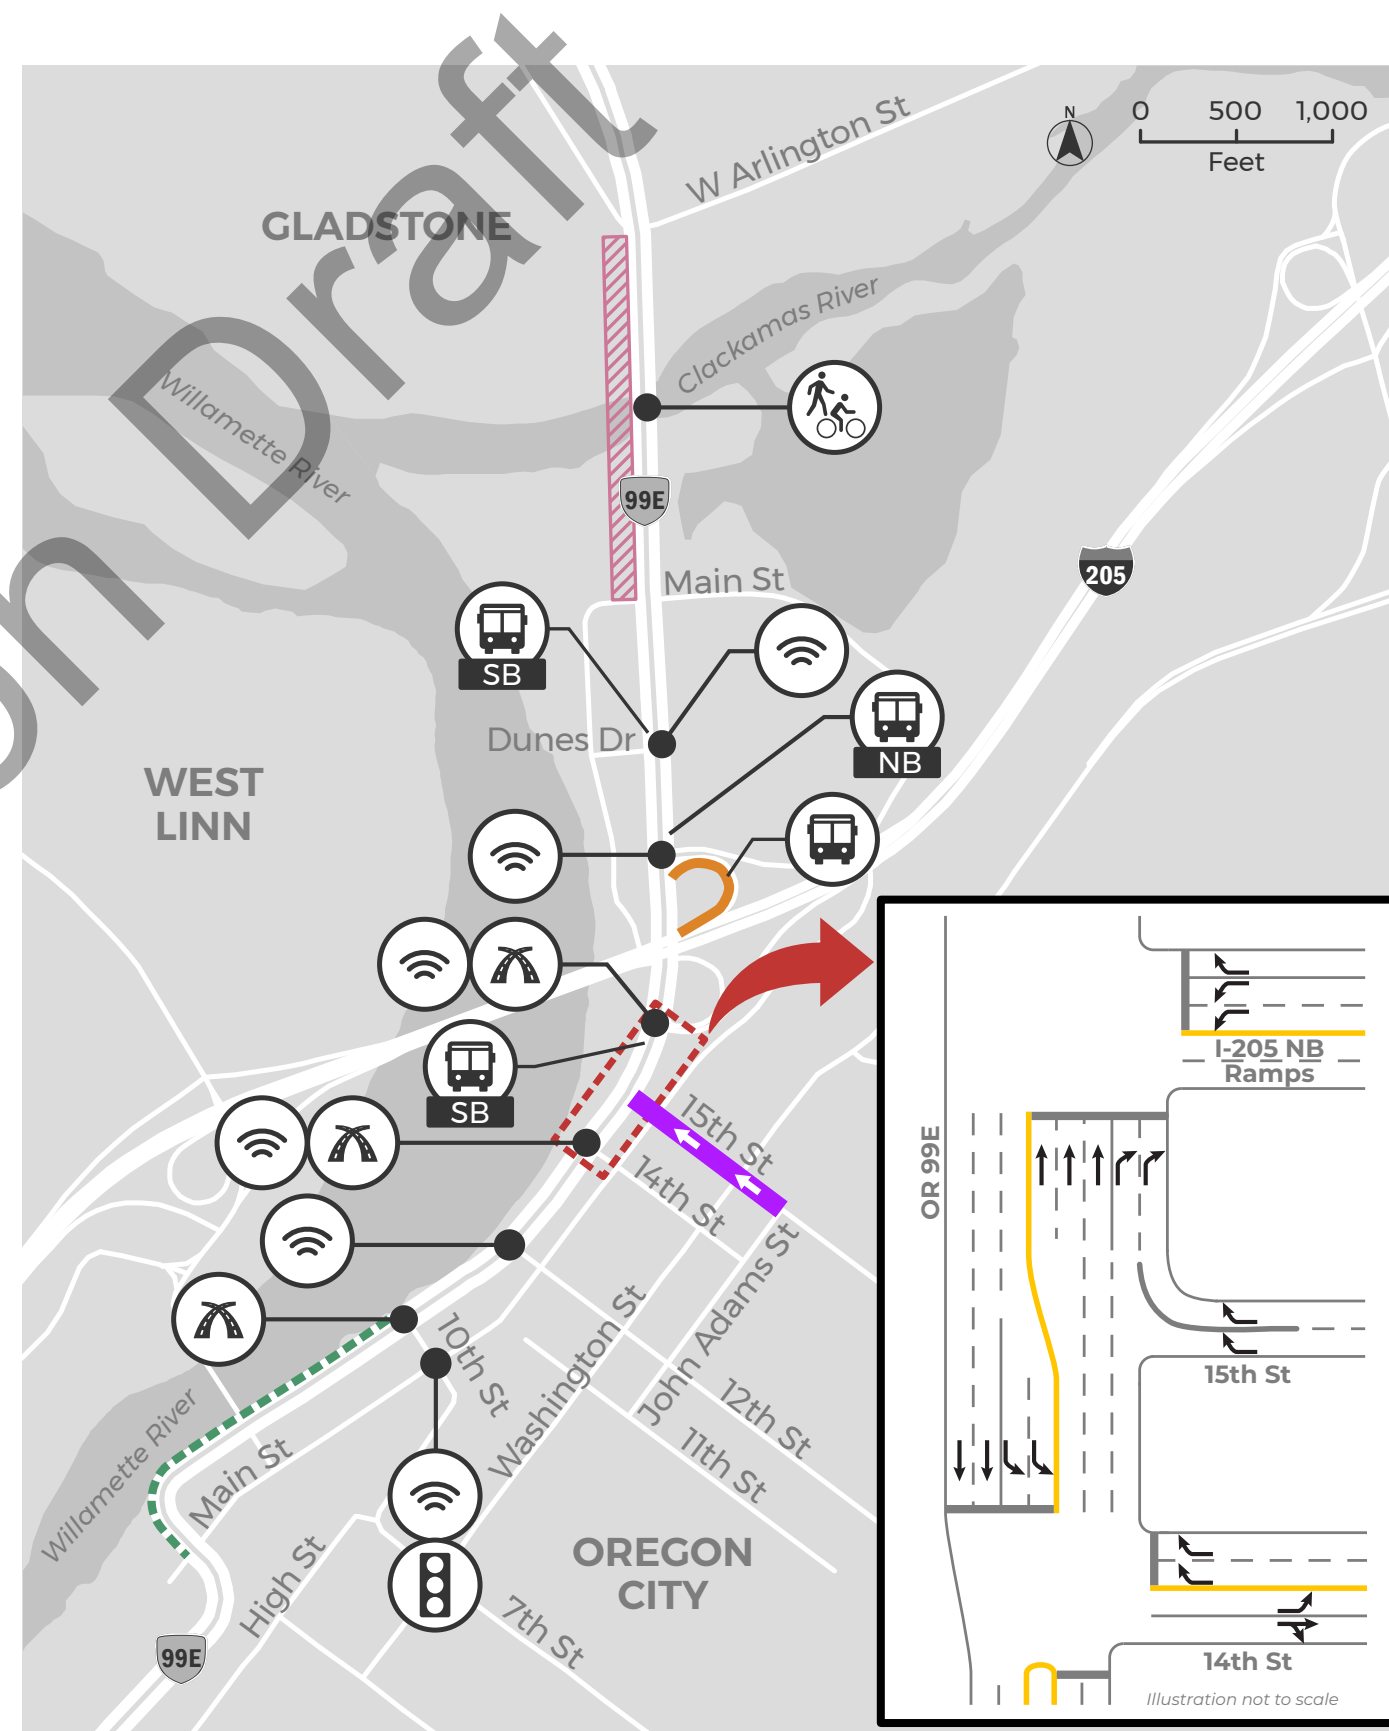 0 500 1,000
Feet
N
W Arlington St
GLADSTONE
Draft
Clackamas River
Willamette River
99E
205
Main St
SB
NB
Dunes Dr
WEST
LINN
SB
15th St
14th St
John Adams St
Washington St
10th St
12th St
11th St
Willamette River
Main St
High St
OREGON
CITY
7th St
99E
I-205 NB
Ramps
OR 99E
15th St
14th St
Illustration not to scale